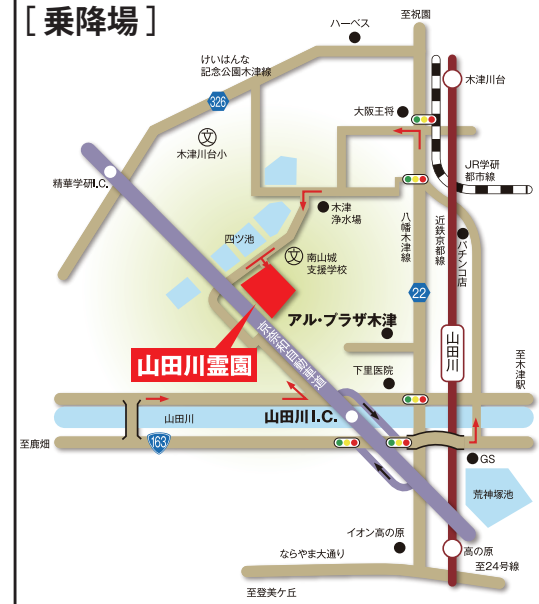 [ 乗降場 ]
至祝園
ハーベス
けいはんな
記念公園木津線
木津川台
326
大阪王将
文
木津川台小
JR学研
都市線
精華学研I.C.
木津
浄水場
四ツ池
文
南山城
支援学校
八幡木津線
近鉄京都線
パチンコ店
22
アル・プラザ木津
京奈和自動車道
山田川
山田川霊園
下里医院
至木津駅
山田川
山田川I.C.
至鹿畑
163
GS
荒神塚池
イオン高の原
高の原
ならやま大通り
至24号線
至登美ケ丘